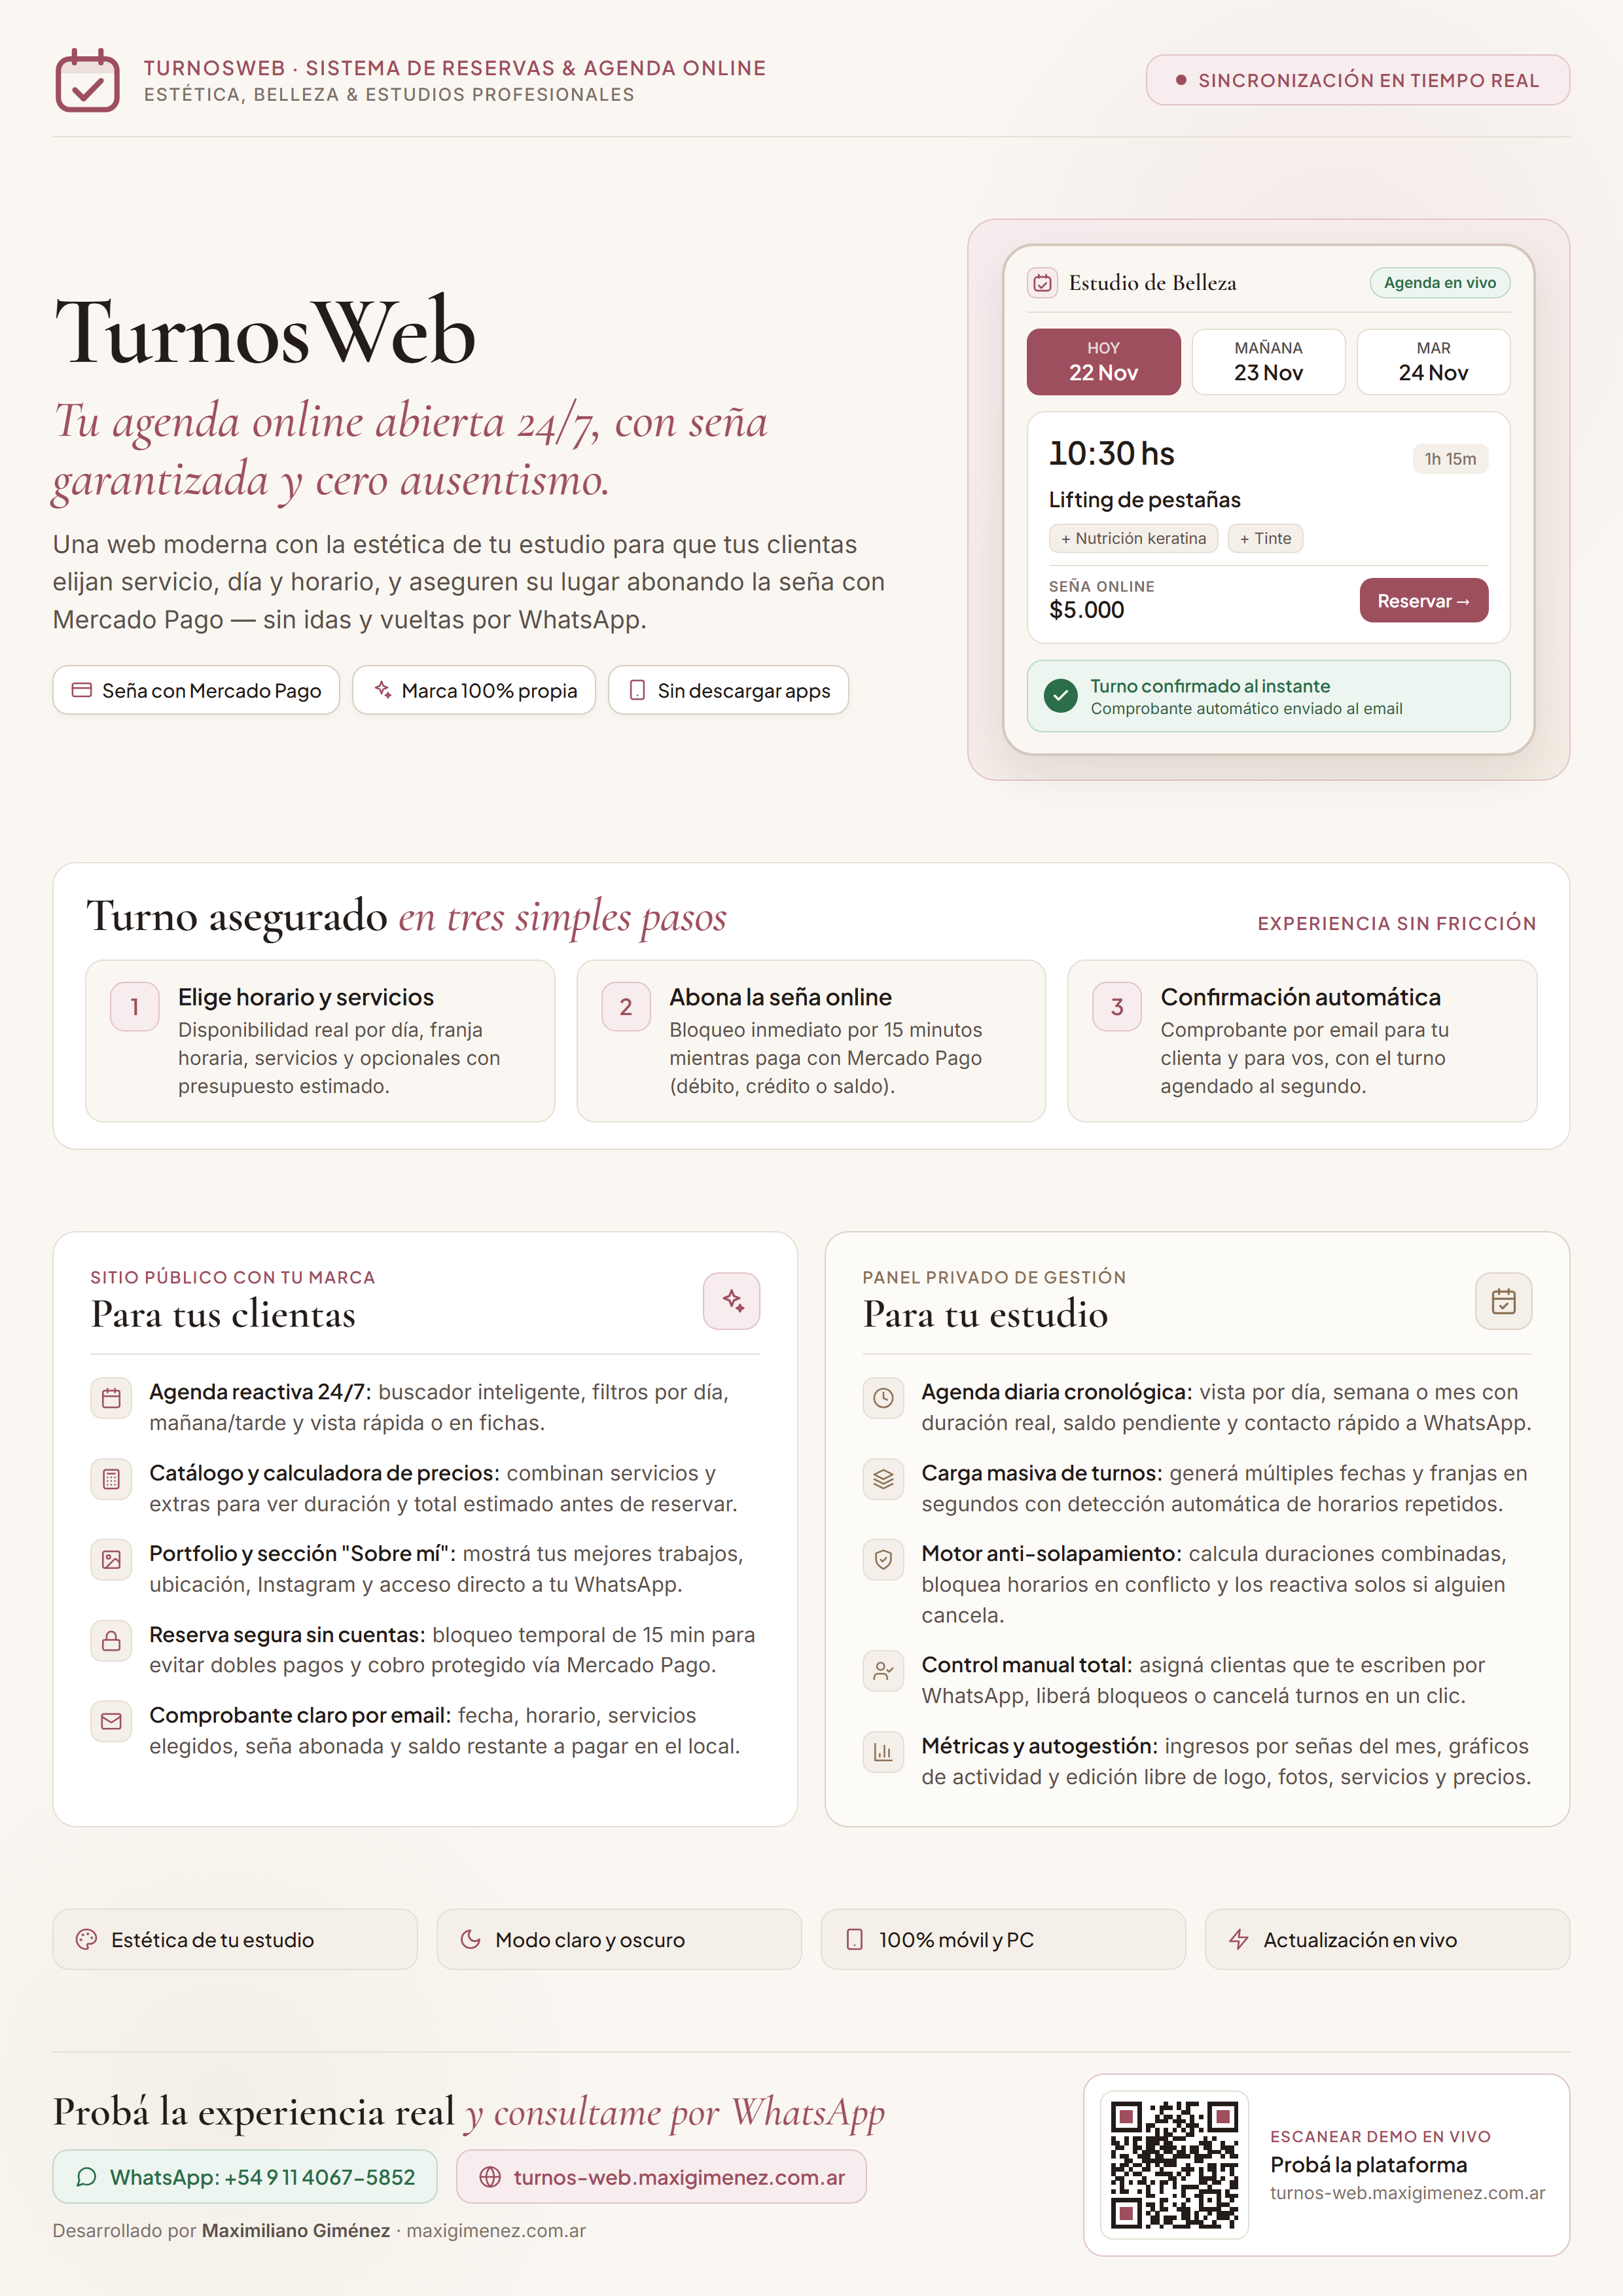 TURNOSWEB · SISTEMA DE RESERVAS & AGENDA ONLINE
ESTÉTICA, BELLEZA & ESTUDIOS PROFESIONALES
SINCRONIZACIÓN EN TIEMPO REAL
TurnosWeb
Tu agenda online abierta 24/7, con seña
garantizada y cero ausentismo.
Una web moderna con la estética de tu estudio para que tus clientas
elijan servicio, día y horario, y aseguren su lugar abonando la seña con
Mercado Pago — sin idas y vueltas por WhatsApp.
Seña con Mercado Pago
Marca 100% propia
Sin descargar apps
Estudio de Belleza
Agenda en vivo
HOY
22 Nov
MAÑANA
23 Nov
MAR
24 Nov
10:30 hs
1h 15m
Lifting de pestañas
+ Nutrición keratina
+ Tinte
SEÑA ONLINE
$5.000
Reservar →
Turno confirmado al instante
Comprobante automático enviado al email
Turno asegurado en tres simples pasos
EXPERIENCIA SIN FRICCIÓN
1
Elige horario y servicios
Disponibilidad real por día, franja
horaria, servicios y opcionales con
presupuesto estimado.
2
Abona la seña online
Bloqueo inmediato por 15 minutos
mientras paga con Mercado Pago
(débito, crédito o saldo).
3
Confirmación automática
Comprobante por email para tu
clienta y para vos, con el turno
agendado al segundo.
SITIO PÚBLICO CON TU MARCA
Para tus clientas
Agenda reactiva 24/7: buscador inteligente, filtros por día,
mañana/tarde y vista rápida o en fichas.
Catálogo y calculadora de precios: combinan servicios y
extras para ver duración y total estimado antes de reservar.
Portfolio y sección "Sobre mí": mostrá tus mejores trabajos,
ubicación, Instagram y acceso directo a tu WhatsApp.
Reserva segura sin cuentas: bloqueo temporal de 15 min para
evitar dobles pagos y cobro protegido vía Mercado Pago.
Comprobante claro por email: fecha, horario, servicios
elegidos, seña abonada y saldo restante a pagar en el local.
PANEL PRIVADO DE GESTIÓN
Para tu estudio
Agenda diaria cronológica: vista por día, semana o mes con
duración real, saldo pendiente y contacto rápido a WhatsApp.
Carga masiva de turnos: generá múltiples fechas y franjas en
segundos con detección automática de horarios repetidos.
Motor anti-solapamiento: calcula duraciones combinadas,
bloquea horarios en conflicto y los reactiva solos si alguien
cancela.
Control manual total: asigná clientas que te escriben por
WhatsApp, liberá bloqueos o cancelá turnos en un clic.
Métricas y autogestión: ingresos por señas del mes, gráficos
de actividad y edición libre de logo, fotos, servicios y precios.
Estética de tu estudio
Modo claro y oscuro
100% móvil y PC
Actualización en vivo
Probá la experiencia real y consultame por WhatsApp
WhatsApp: +54 9 11 4067-5852
turnos-web.maxigimenez.com.ar
Desarrollado por Maximiliano Giménez · maxigimenez.com.ar
ESCANEAR DEMO EN VIVO
Probá la plataforma
turnos-web.maxigimenez.com.ar